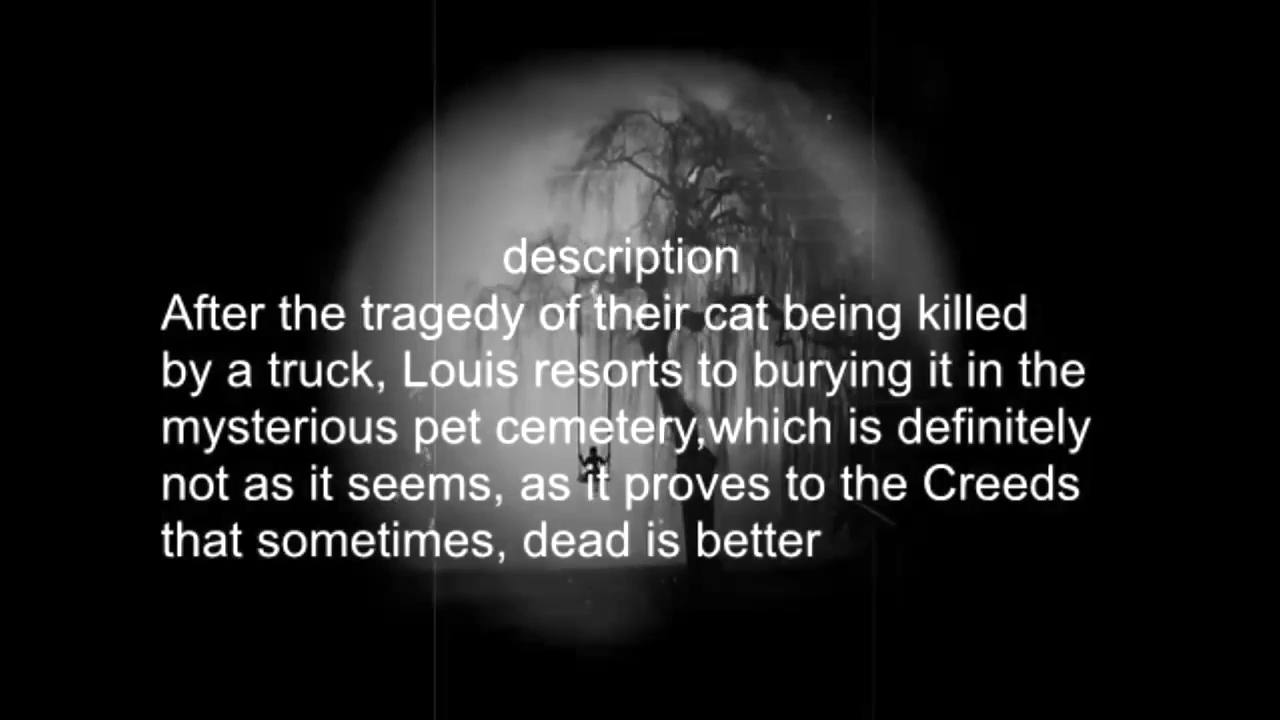 description
After the tragedy of their cat being killed
by a truck, Louis resorts to burying it in the
mysterious pet cemetery,which is definitely
not as it seems, as it proves to the Creeds
that sometimes, dead is better